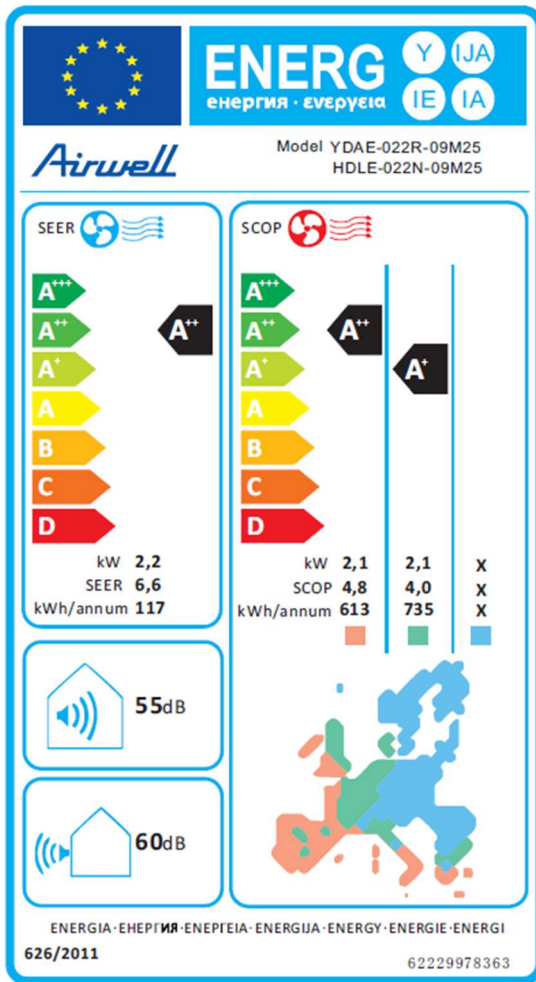 ENERG
енергия · ενεργεια
Y
IJA
IE
IA
Airwell
Model YDAE-022R-09M25
HDLE-022N-09M25
SEER
A+++
A++
A+
A
B
C
D
A++
kW 2,2
SEER 6,6
kWh/annum 117
SCOP
A+++
A++
A+
A
B
C
D
A++
A+
kW 2,1 2,1 X
SCOP 4,8 4,0 X
kWh/annum 613 735 X
55dB
60dB
ENERGIA·ЕНЕРГИЯ·ΕΝΕΡΓΕΙΑ·ENERGIJA·ENERGY·ENERGIE·ENERGI
626/2011
62229978363